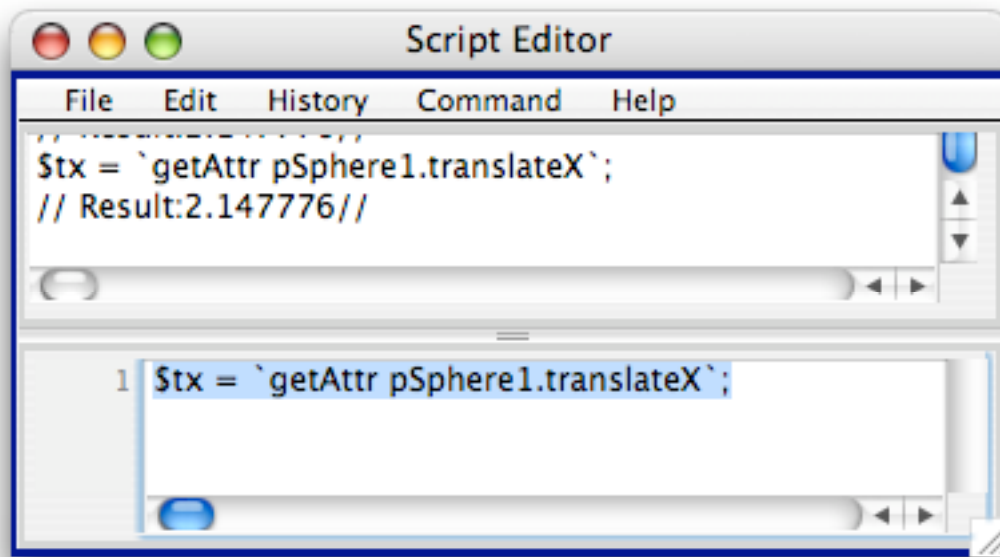 Script Editor
File Edit History Command Help
$tx = `getAttr pSphere1.translateX`;
// Result:2.147776//
1 $tx = `getAttr pSphere1.translateX`;